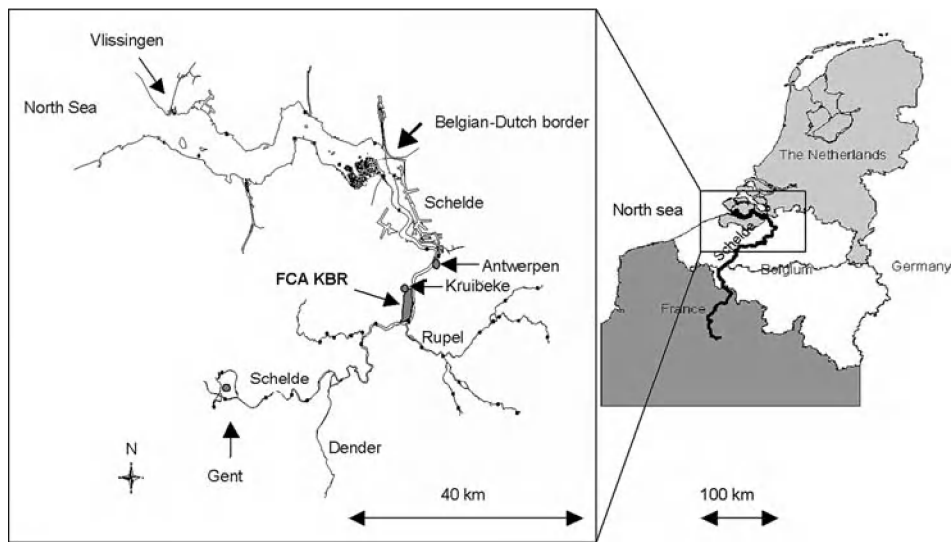 Vlissingen
North Sea
Belgian-Dutch border
Schelde
Antwerpen
FCA KBR
Kruibeke
Rupel
Schelde
Dender
N
Gent
40 km
The Netherlands
North sea
Schelde
Belgium
Germany
France
100 km